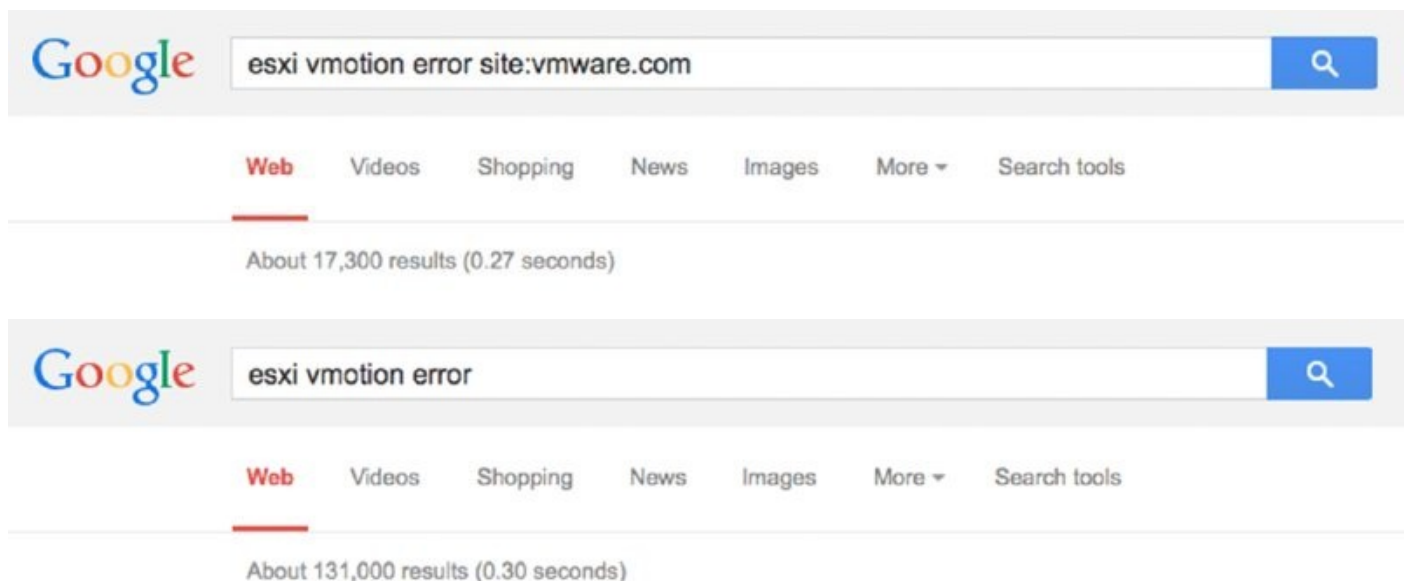 Google esxi vmotion error site:vmware.com
Web Videos Shopping News Images More Search tools
About 17,300 results (0.27 seconds)
Google esxi vmotion error
Web Videos Shopping News Images More Search tools
About 131,000 results (0.30 seconds)